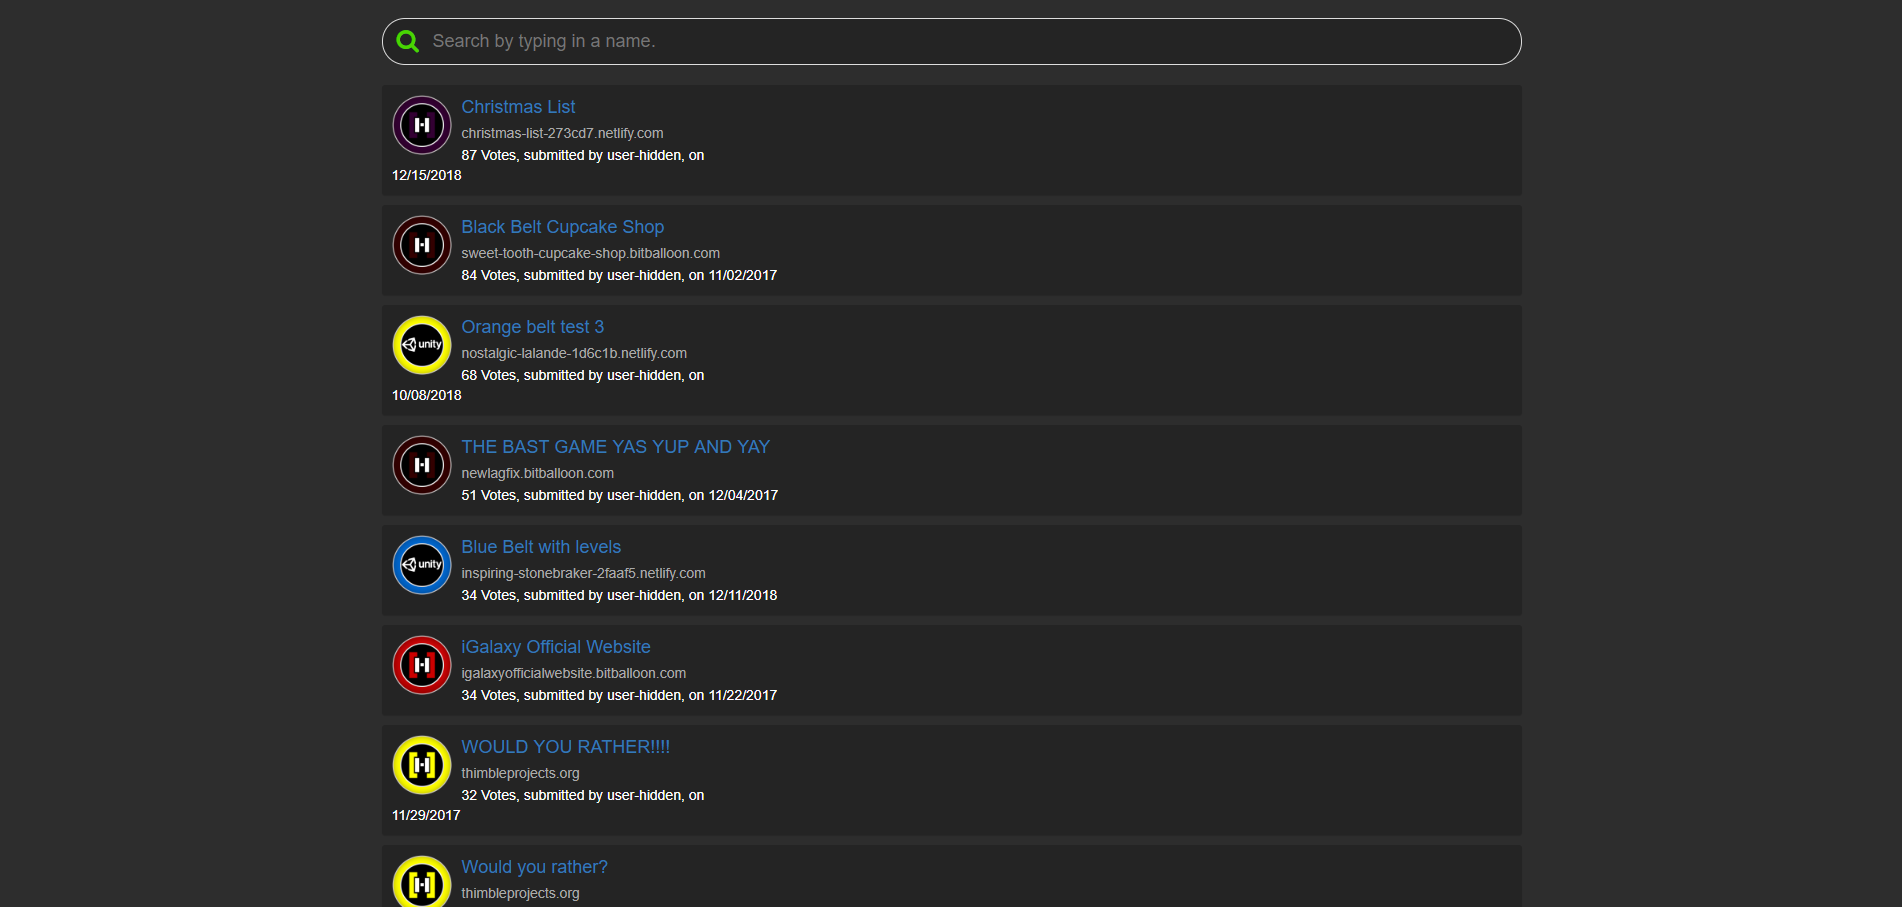 Search by typing in a name.
Christmas List
christmas-list-273cd7.netlify.com
87 Votes, submitted by user-hidden, on
12/15/2018
Black Belt Cupcake Shop
sweet-tooth-cupcake-shop.bitballoon.com
84 Votes, submitted by user-hidden, on 11/02/2017
unity
Orange belt test 3
nostalgic-lalande-1d6c1b.netlify.com
68 Votes, submitted by user-hidden, on
10/08/2018
THE BAST GAME YAS YUP AND YAY
newlagfix.bitballoon.com
51 Votes, submitted by user-hidden, on 12/04/2017
unity
Blue Belt with levels
inspiring-stonebraker-2faaf5.netlify.com
34 Votes, submitted by user-hidden, on 12/11/2018
iGalaxy Official Website
igalaxyofficialwebsite.bitballoon.com
34 Votes, submitted by user-hidden, on 11/22/2017
WOULD YOU RATHER!!!!
thimbleprojects.org
32 Votes, submitted by user-hidden, on
11/29/2017
Would you rather?
thimbleprojects.org